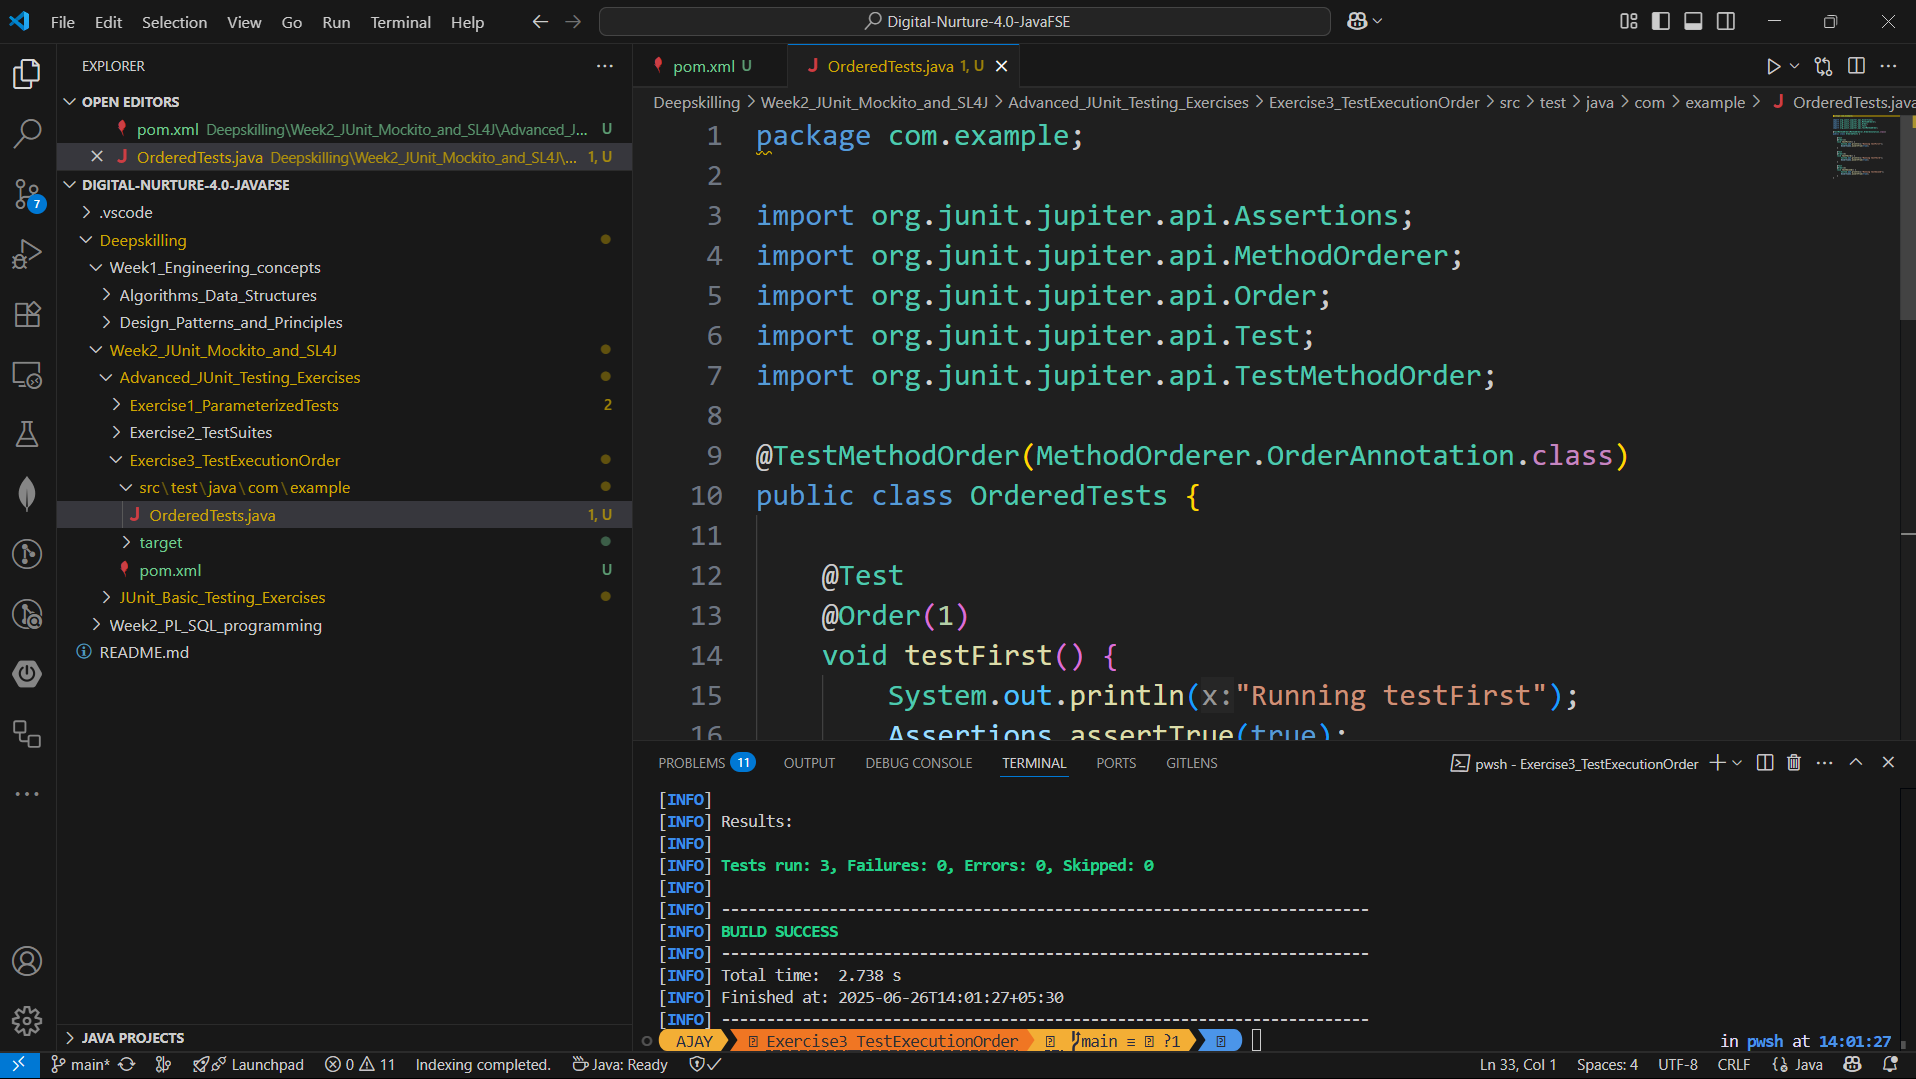 File Edit Selection View Go Run Terminal Help
Digital-Nurture-4.0-JavaFSE
EXPLORER
OPEN EDITORS
pom.xml Deepskilling\Week2_JUnit_Mockito_and_SL4J\Advanced_J... U
OrderedTests.java Deepskilling\Week2_JUnit_Mockito_and_SL4J\... 1, U
DIGITAL-NURTURE-4.0-JAVAFSE
.vscode
Deepskilling
Week1_Engineering_concepts
Algorithms_Data_Structures
Design_Patterns_and_Principles
Week2_JUnit_Mockito_and_SL4J
Advanced_JUnit_Testing_Exercises
Exercise1_ParameterizedTests 2
Exercise2_TestSuites
Exercise3_TestExecutionOrder
src\test\java\com\example
OrderedTests.java 1, U
target
pom.xml U
JUnit_Basic_Testing_Exercises
Week2_PL_SQL_programming
README.md
JAVA PROJECTS
7
pom.xml U
OrderedTests.java 1, U
Deepskilling > Week2_JUnit_Mockito_and_SL4J > Advanced_JUnit_Testing_Exercises > Exercise3_TestExecutionOrder > src > test > java > com > example > OrderedTests.java
1 package com.example;
2
3 import org.junit.jupiter.api.Assertions;
4 import org.junit.jupiter.api.MethodOrderer;
5 import org.junit.jupiter.api.Order;
6 import org.junit.jupiter.api.Test;
7 import org.junit.jupiter.api.TestMethodOrder;
8
9 @TestMethodOrder(MethodOrderer.OrderAnnotation.class)
10 public class OrderedTests {
11
12 @Test
13 @Order(1)
14 void testFirst() {
15 System.out.println(x:"Running testFirst");
16 Assertions.assertTrue(true);
PROBLEMS 11 OUTPUT DEBUG CONSOLE TERMINAL PORTS GITLENS
pwsh - Exercise3_TestExecutionOrder
[INFO]
[INFO] Results:
[INFO]
[INFO] Tests run: 3, Failures: 0, Errors: 0, Skipped: 0
[INFO]
[INFO] ------------------------------------------------------------------------
[INFO] BUILD SUCCESS
[INFO] ------------------------------------------------------------------------
[INFO] Total time:  2.738 s
[INFO] Finished at: 2025-06-26T14:01:27+05:30
[INFO] ------------------------------------------------------------------------
AJAY Exercise3_TestExecutionOrder main ≡ ?1 in pwsh at 14:01:27
main* Launchpad 0 11 Indexing completed. Java: Ready Ln 33, Col 1 Spaces: 4 UTF-8 CRLF Java